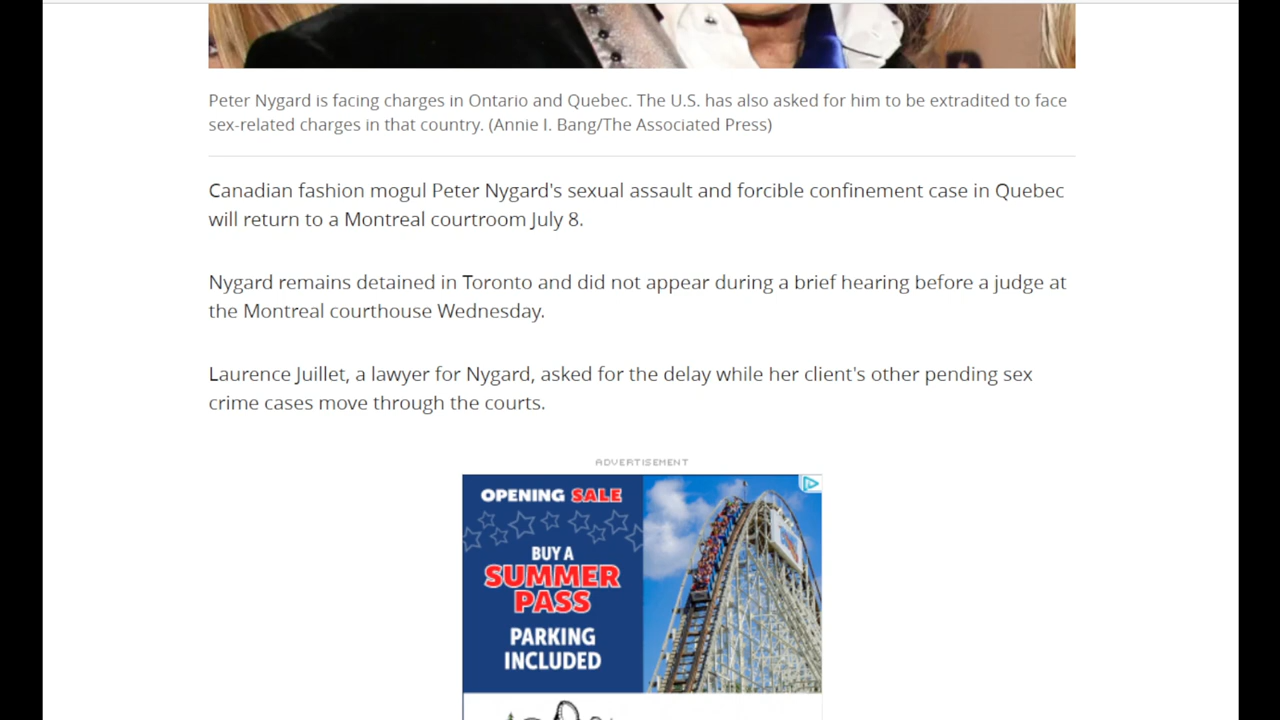 Peter Nygard is facing charges in Ontario and Quebec. The U.S. has also asked for him to be extradited to face
sex-related charges in that country. (Annie I. Bang/The Associated Press)
Canadian fashion mogul Peter Nygard's sexual assault and forcible confinement case in Quebec
will return to a Montreal courtroom July 8.
Nygard remains detained in Toronto and did not appear during a brief hearing before a judge at
the Montreal courthouse Wednesday.
Laurence Juillet, a lawyer for Nygard, asked for the delay while her client's other pending sex
crime cases move through the courts.
ADVERTISEMENT
OPENING SALE
BUY A
SUMMER
PASS
PARKING
INCLUDED